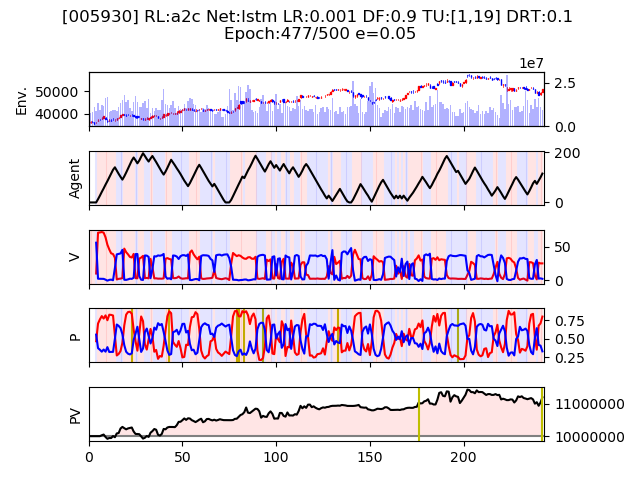 [005930] RL:a2c Net:lstm LR:0.001 DF:0.9 TU:[1,19] DRT:0.1
Epoch:477/500 e=0.05
1e7
Env.
50000
40000
2.5
0.0
Agent
200
0
V
50
0
P
0.75
0.50
0.25
PV
11000000
10000000
0 50 100 150 200